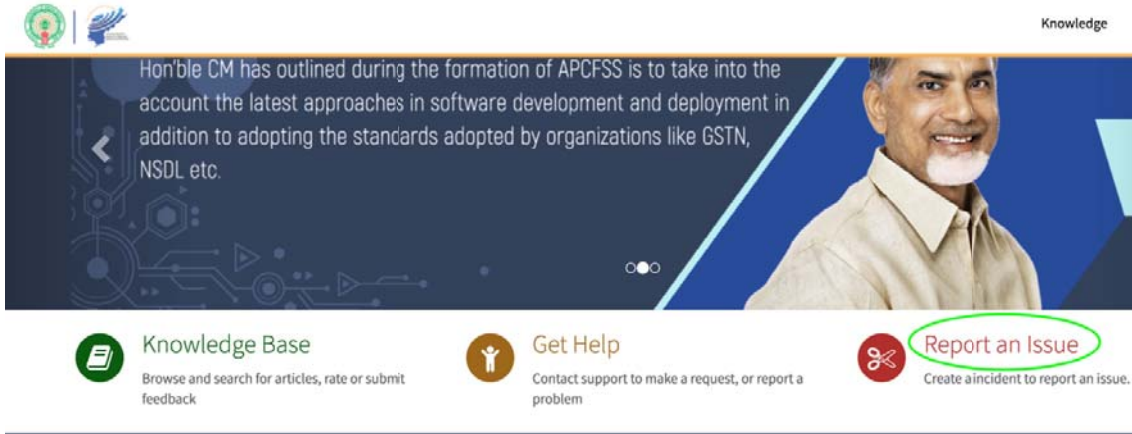 Knowledge
Hon'ble CM has outlined during the formation of APCFSS is to take into the
account the latest approaches in software development and deployment in
addition to adopting the standards adopted by organizations like GSTN,
NSDL etc.
Knowledge Base
Browse and search for articles, rate or submit
feedback
Get Help
Contact support to make a request, or report a
problem
Report an Issue
Create a incident to report an issue.